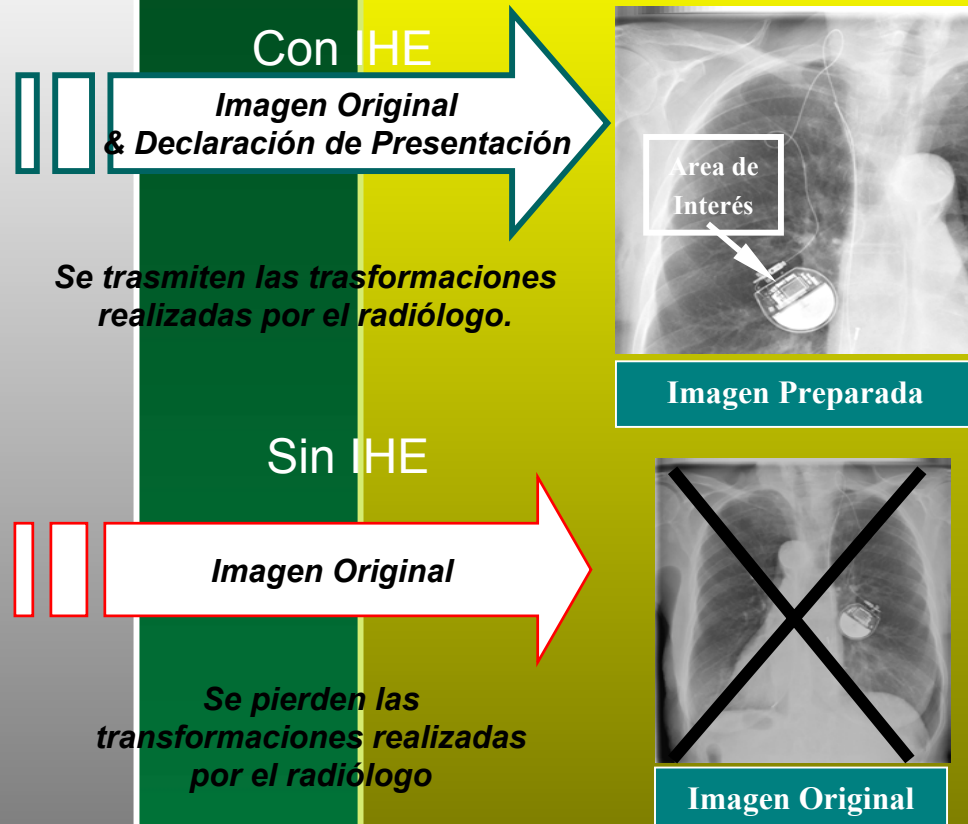 Con IHE
Imagen Original
& Declaración de Presentación
Area de
Interés
Se trasmiten las trasformaciones
realizadas por el radiólogo.
Imagen Preparada
Sin IHE
Imagen Original
Se pierden las
transformaciones realizadas
por el radiólogo
Imagen Original